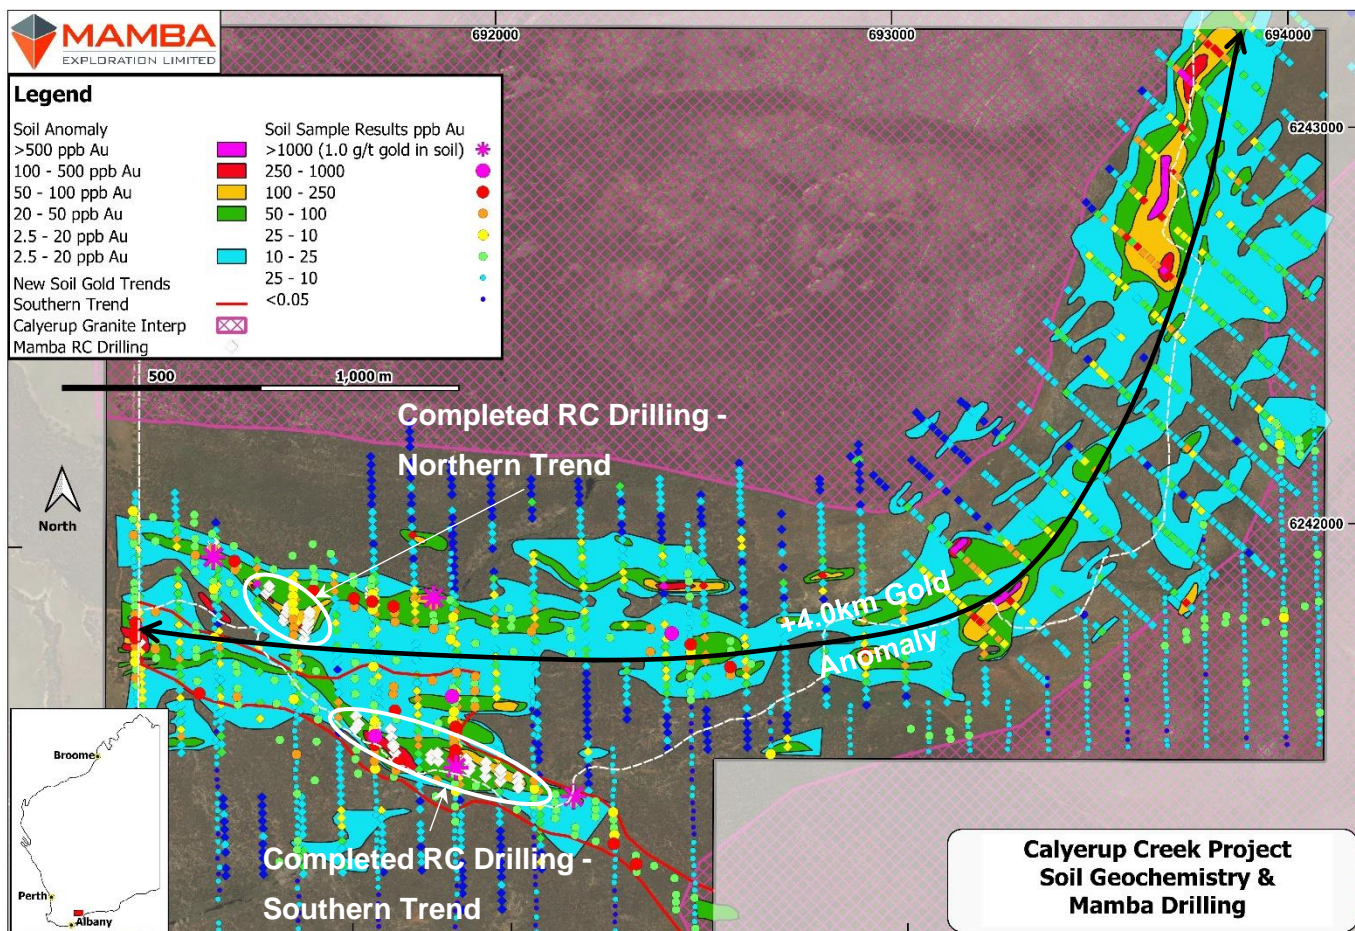 MAMBA
EXPLORATION LIMITED
692000
693000
694000
Legend
Soil Anomaly
>500 ppb Au
100 - 500 ppb Au
50 - 100 ppb Au
20 - 50 ppb Au
2.5 - 20 ppb Au
2.5 - 20 ppb Au
New Soil Gold Trends
Southern Trend
Calyerup Granite Interp
Mamba RC Drilling
Soil Sample Results ppb Au
>1000 (1.0 g/t gold in soil)
250 - 1000
100 - 250
50 - 100
25 - 10
10 - 25
25 - 10
<0.05
6243000
500
1,000 m
Completed RC Drilling -
Northern Trend
North
6242000
+4.0km Gold
Anomaly
Broome
Perth
Albany
Completed RC Drilling -
Southern Trend
Calyerup Creek Project
Soil Geochemistry &
Mamba Drilling